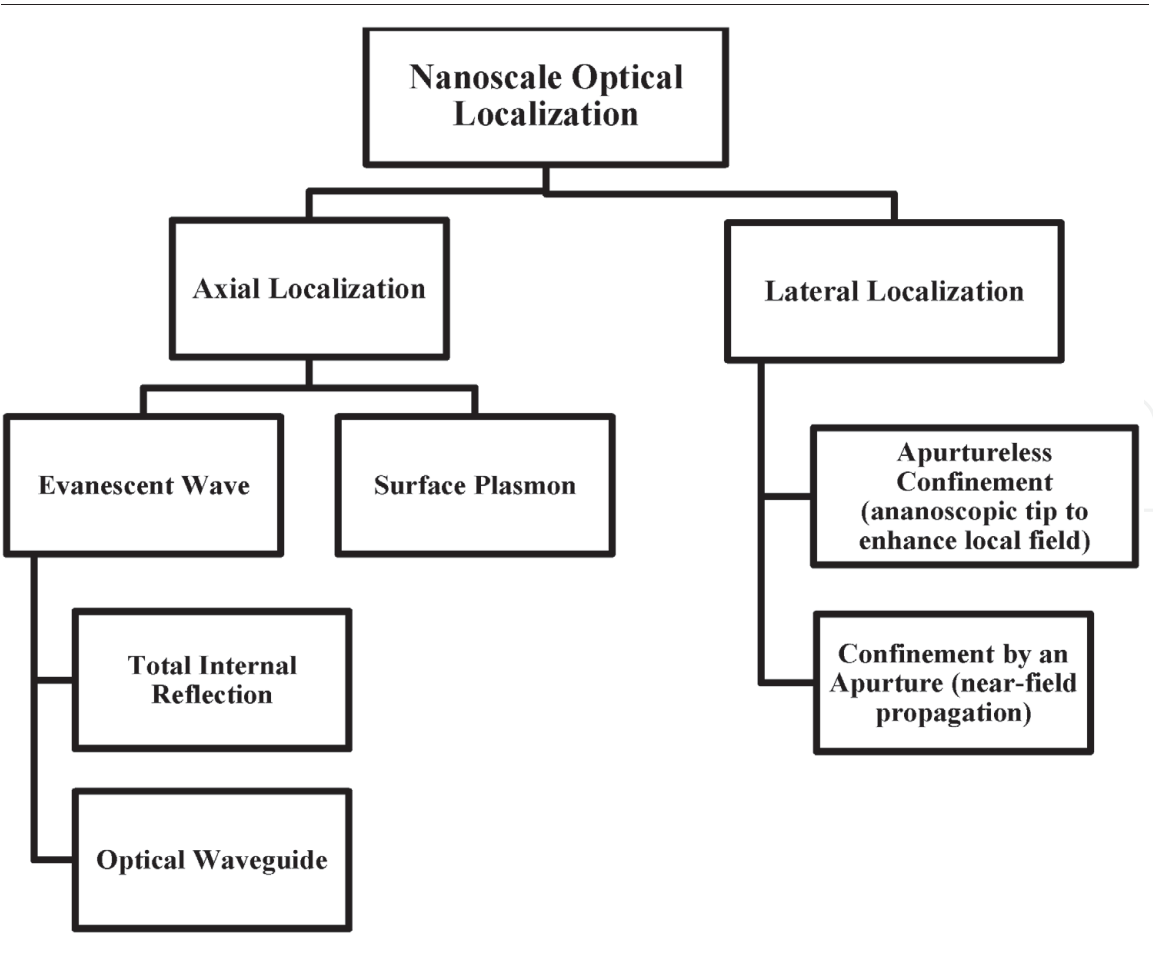 Nanoscale Optical
Localization
Axial Localization
Lateral Localization
Evanescent Wave
Surface Plasmon
Apurtureless
Confinement
(ananoscopic tip to
enhance local field)
Total Internal
Reflection
Confinement by an
Apurture (near-field
propagation)
Optical Waveguide